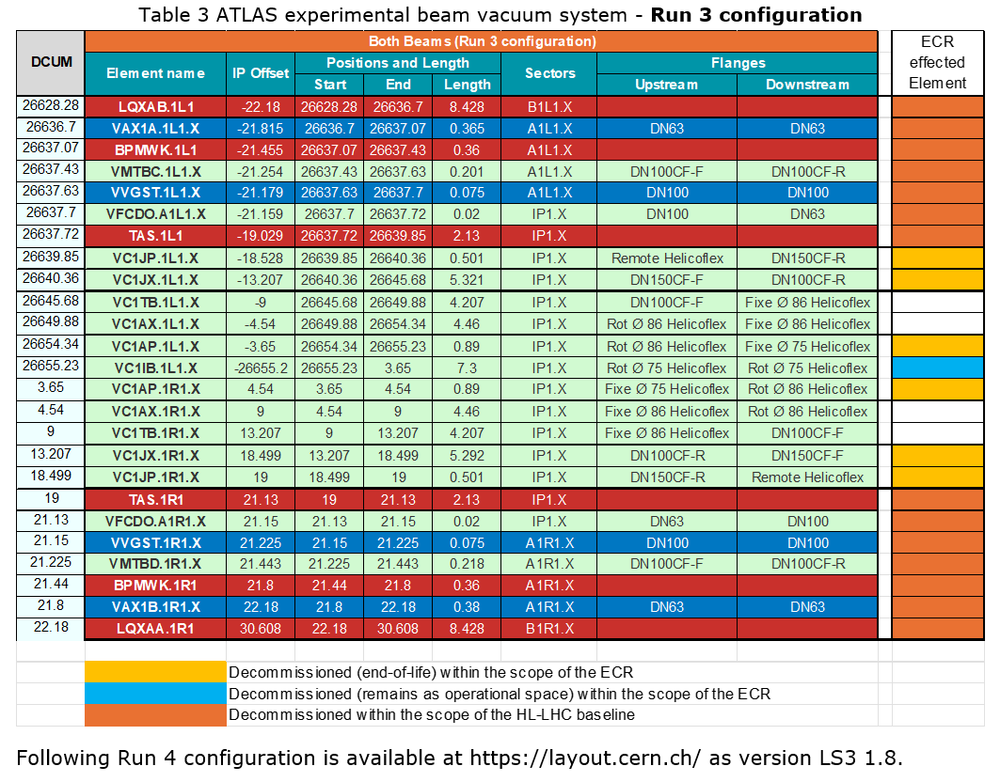 Table 3 ATLAS experimental beam vacuum system - Run 3 configuration
DCUM Both Beams (Run 3 configuration) ECR effected Element
Element name IP Offset Positions and Length Sectors Flanges
Start End Length Upstream Downstream
26628.28 LQXAB.1L1 -22.18 26628.28 26636.7 8.428 B1L1.X
26636.7 VAX1A.1L1.X -21.815 26636.7 26637.07 0.365 A1L1.X DN63 DN63
26637.07 BPMWK.1L1 -21.455 26637.07 26637.43 0.36 A1L1.X
26637.43 VMTBC.1L1.X -21.254 26637.43 26637.63 0.201 A1L1.X DN100CF-F DN100CF-R
26637.63 VVGST.1L1.X -21.179 26637.63 26637.7 0.075 A1L1.X DN100 DN100
26637.7 VFCDO.A1L1.X -21.159 26637.7 26637.72 0.02 IP1.X DN100 DN63
26637.72 TAS.1L1 -19.029 26637.72 26639.85 2.13 IP1.X
26639.85 VC1JP.1L1.X -18.528 26639.85 26640.36 0.501 IP1.X Remote Helicoflex DN150CF-R
26640.36 VC1JX.1L1.X -13.207 26640.36 26645.68 5.321 IP1.X DN150CF-F DN100CF-R
26645.68 VC1TB.1L1.X -9 26645.68 26649.88 4.207 IP1.X DN100CF-F Fixe Ø 86 Helicoflex
26649.88 VC1AX.1L1.X -4.54 26649.88 26654.34 4.46 IP1.X Rot Ø 86 Helicoflex Fixe Ø 86 Helicoflex
26654.34 VC1AP.1L1.X -3.65 26654.34 26655.23 0.89 IP1.X Rot Ø 86 Helicoflex Fixe Ø 75 Helicoflex
26655.23 VC1IB.1L1.X -26655.2 26655.23 3.65 7.3 IP1.X Rot Ø 75 Helicoflex Rot Ø 75 Helicoflex
3.65 VC1AP.1R1.X 4.54 3.65 4.54 0.89 IP1.X Fixe Ø 75 Helicoflex Rot Ø 86 Helicoflex
4.54 VC1AX.1R1.X 9 4.54 9 4.46 IP1.X Fixe Ø 86 Helicoflex Rot Ø 86 Helicoflex
9 VC1TB.1R1.X 13.207 9 13.207 4.207 IP1.X Fixe Ø 86 Helicoflex DN100CF-F
13.207 VC1JX.1R1.X 18.499 13.207 18.499 5.292 IP1.X DN100CF-R DN150CF-F
18.499 VC1JP.1R1.X 19 18.499 19 0.501 IP1.X DN150CF-R Remote Helicoflex
19 TAS.1R1 21.13 19 21.13 2.13 IP1.X
21.13 VFCDO.A1R1.X 21.15 21.13 21.15 0.02 IP1.X DN63 DN100
21.15 VVGST.1R1.X 21.225 21.15 21.225 0.075 A1R1.X DN100 DN100
21.225 VMTBD.1R1.X 21.443 21.225 21.443 0.218 A1R1.X DN100CF-F DN100CF-R
21.44 BPMWK.1R1 21.8 21.44 21.8 0.36 A1R1.X
21.8 VAX1B.1R1.X 22.18 21.8 22.18 0.38 A1R1.X DN63 DN63
22.18 LQXAA.1R1 30.608 22.18 30.608 8.428 B1R1.X
Decommissioned (end-of-life) within the scope of the ECR
Decommissioned (remains as operational space) within the scope of the ECR
Decommissioned within the scope of the HL-LHC baseline
Following Run 4 configuration is available at https://layout.cern.ch/ as version LS3 1.8.